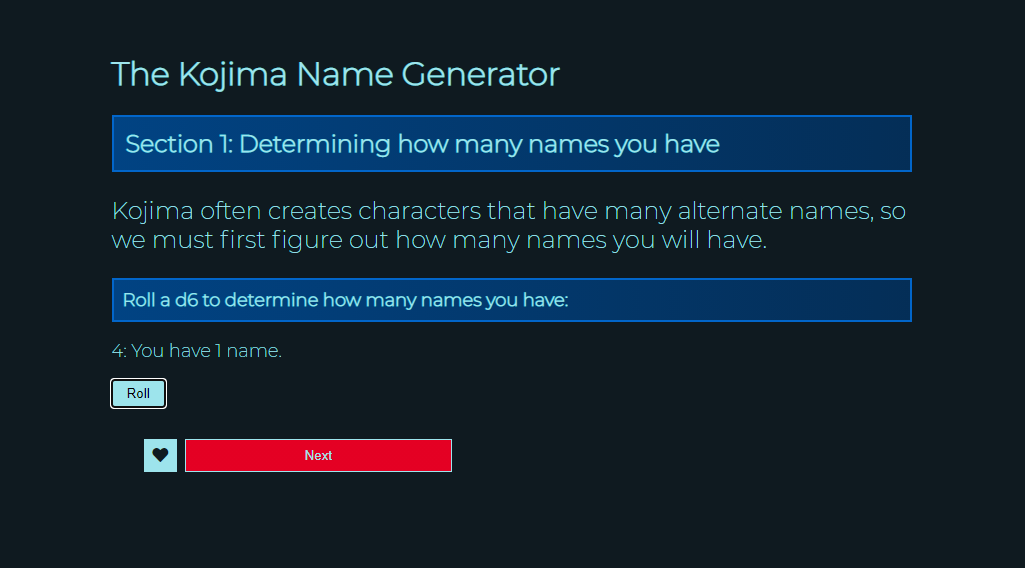 The Kojima Name Generator
Section 1: Determining how many names you have
Kojima often creates characters that have many alternate names, so
we must first figure out how many names you will have.
Roll a d6 to determine how many names you have:
4: You have 1 name.
Roll
Next